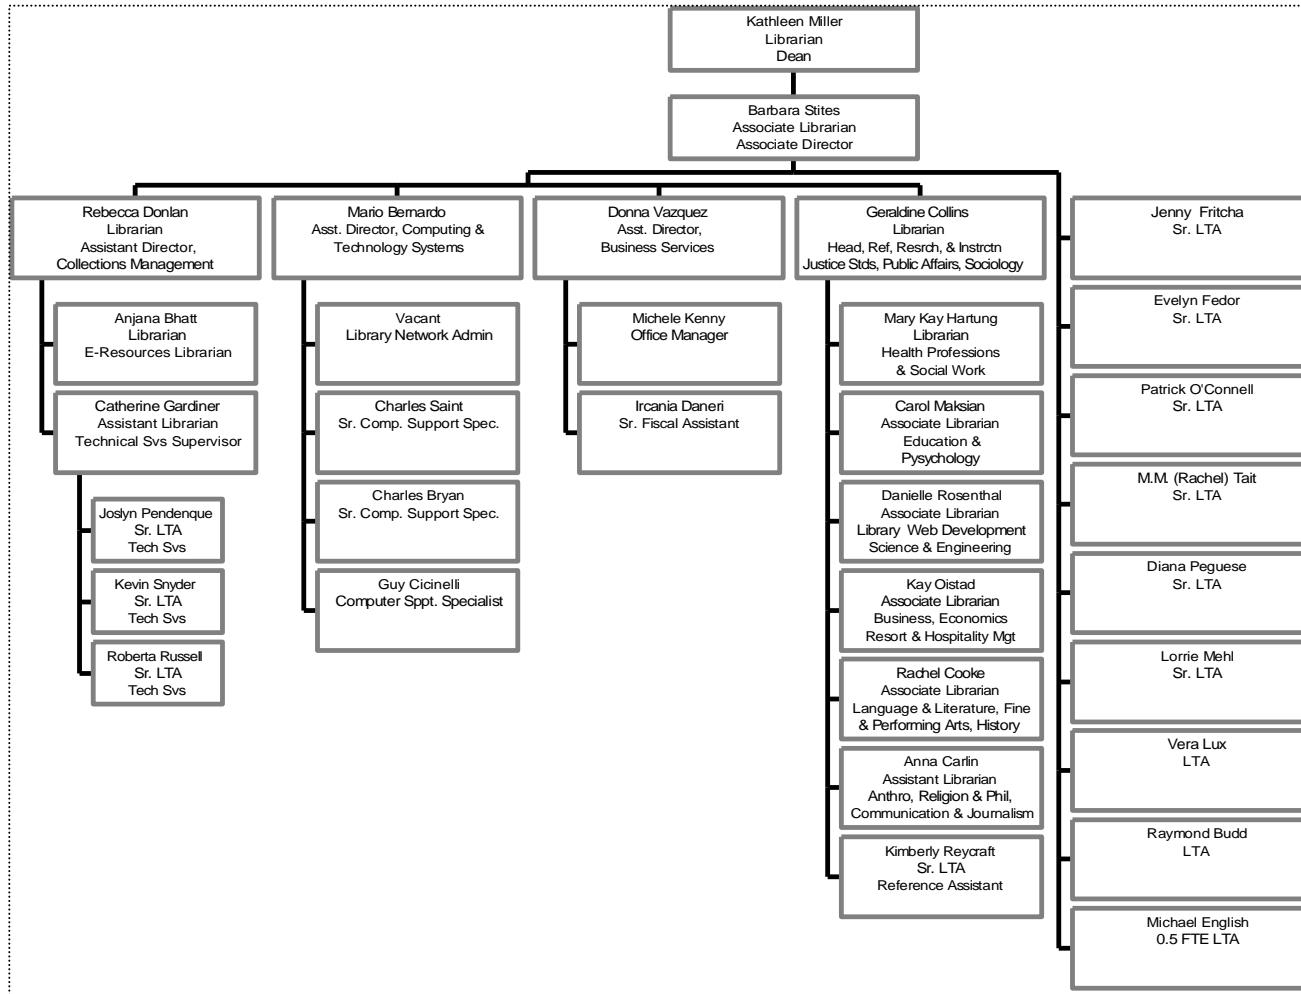 Kathleen Miller
Librarian
Dean
Barbara Stites
Associate Librarian
Associate Director
Rebecca Donlan
Librarian
Assistant Director,
Collections Management
Anjana Bhatt
Librarian
E-Resources Librarian
Catherine Gardiner
Assistant Librarian
Technical Svs Supervisor
Joslyn Pendenque
Sr. LTA
Tech Svs
Kevin Snyder
Sr. LTA
Tech Svs
Roberta Russell
Sr. LTA
Tech Svs
Mario Bernardo
Asst. Director, Computing &
Technology Systems
Vacant
Library Network Admin
Charles Saint
Sr. Comp. Support Spec.
Charles Bryan
Sr. Comp. Support Spec.
Guy Cicinelli
Computer Sppt. Specialist
Donna Vazquez
Asst. Director,
Business Services
Michele Kenny
Office Manager
Ircania Daneri
Sr. Fiscal Assistant
Geraldine Collins
Librarian
Head, Ref, Resrch, & Instrctn
Justice Stds, Public Affairs, Sociology
Mary Kay Hartung
Librarian
Health Professions
& Social Work
Carol Maksian
Associate Librarian
Education &
Pysychology
Danielle Rosenthal
Associate Librarian
Library Web Development
Science & Engineering
Kay Oistad
Associate Librarian
Business, Economics
Resort & Hospitality Mgt
Rachel Cooke
Associate Librarian
Language & Literature, Fine
& Performing Arts, History
Anna Carlin
Assistant Librarian
Anthro, Religion & Phil,
Communication & Journalism
Kimberly Reycraft
Sr. LTA
Reference Assistant
Jenny Fritcha
Sr. LTA
Evelyn Fedor
Sr. LTA
Patrick O'Connell
Sr. LTA
M.M. (Rachel) Tait
Sr. LTA
Diana Peguese
Sr. LTA
Lorrie Mehl
Sr. LTA
Vera Lux
LTA
Raymond Budd
LTA
Michael English
0.5 FTE LTA